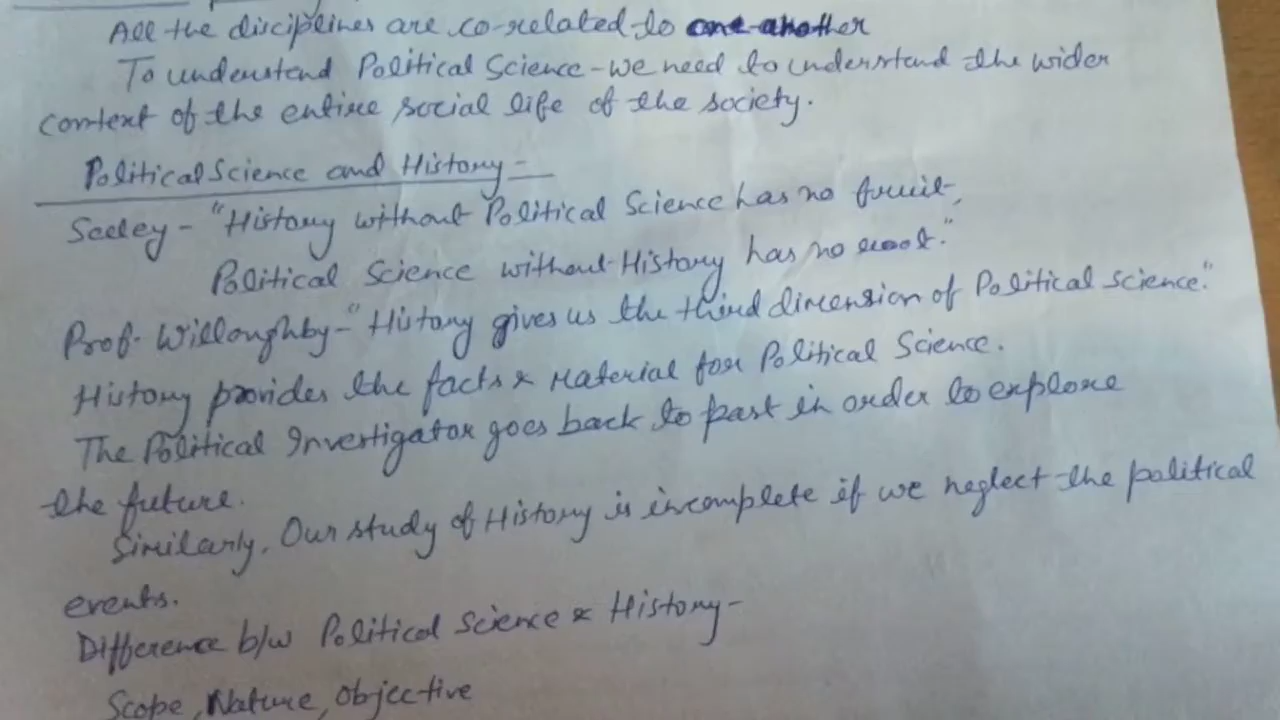 All the disciplines are co-related to one another
To understand Political Science - we need to understand the wider
context of the entire social life of the society.
Political Science and History -
Seeley - "History without Political Science has no fruit,
Political Science without History has no root."
Prof. Willoughby - "History gives us the third dimension of Political Science."
History provides the facts & Material for Political Science.
The Political Investigator goes back to past in order to explore
the future.
Similarly, Our study of History is incomplete if we neglect the political
events.
Difference b/w Political Science & History -
Scope, Nature, Objective